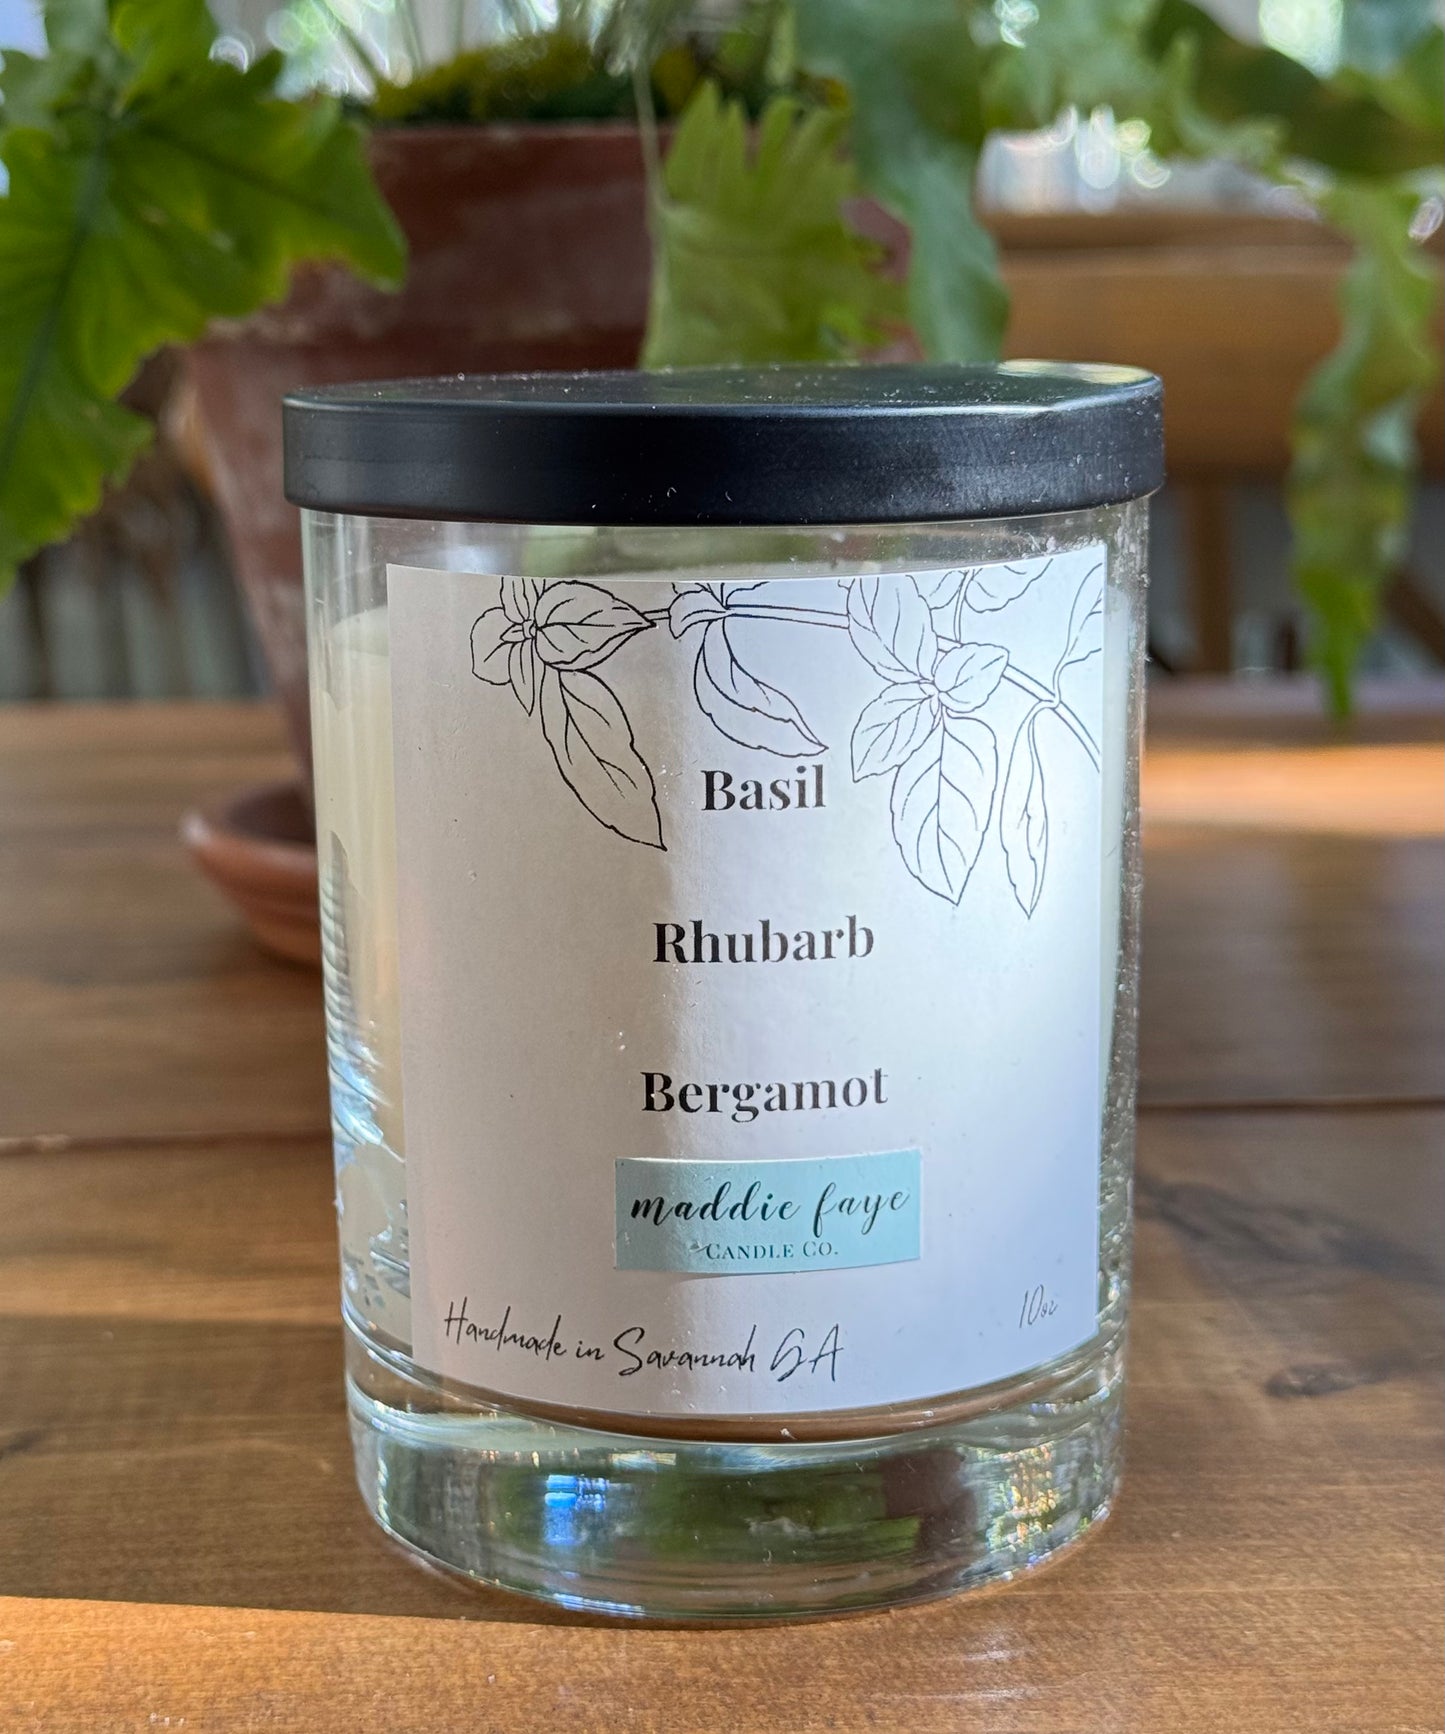 Basil
Rhubarb
Bergamot
maddie faye
Candle Co.
Handmade in Savannah GA
10oz